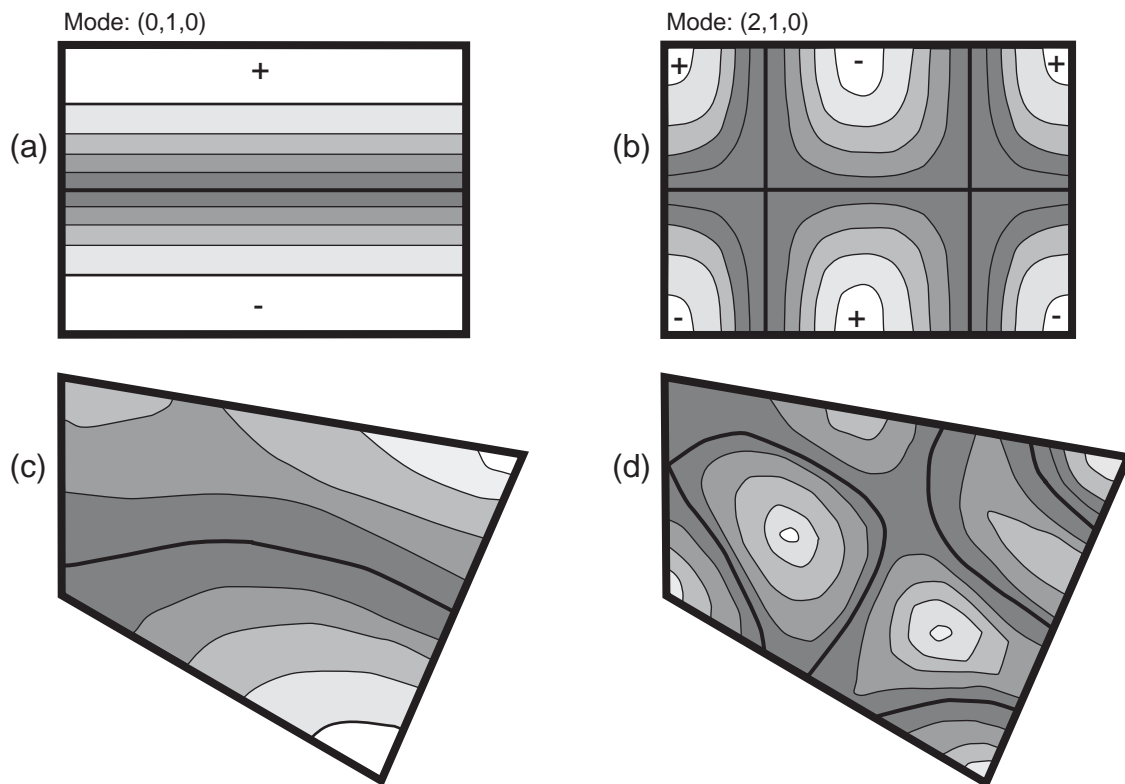 Mode: (0,1,0)
Mode: (2,1,0)
(a)
+
-
(b)
+ - +
- + -
(c)
(d)